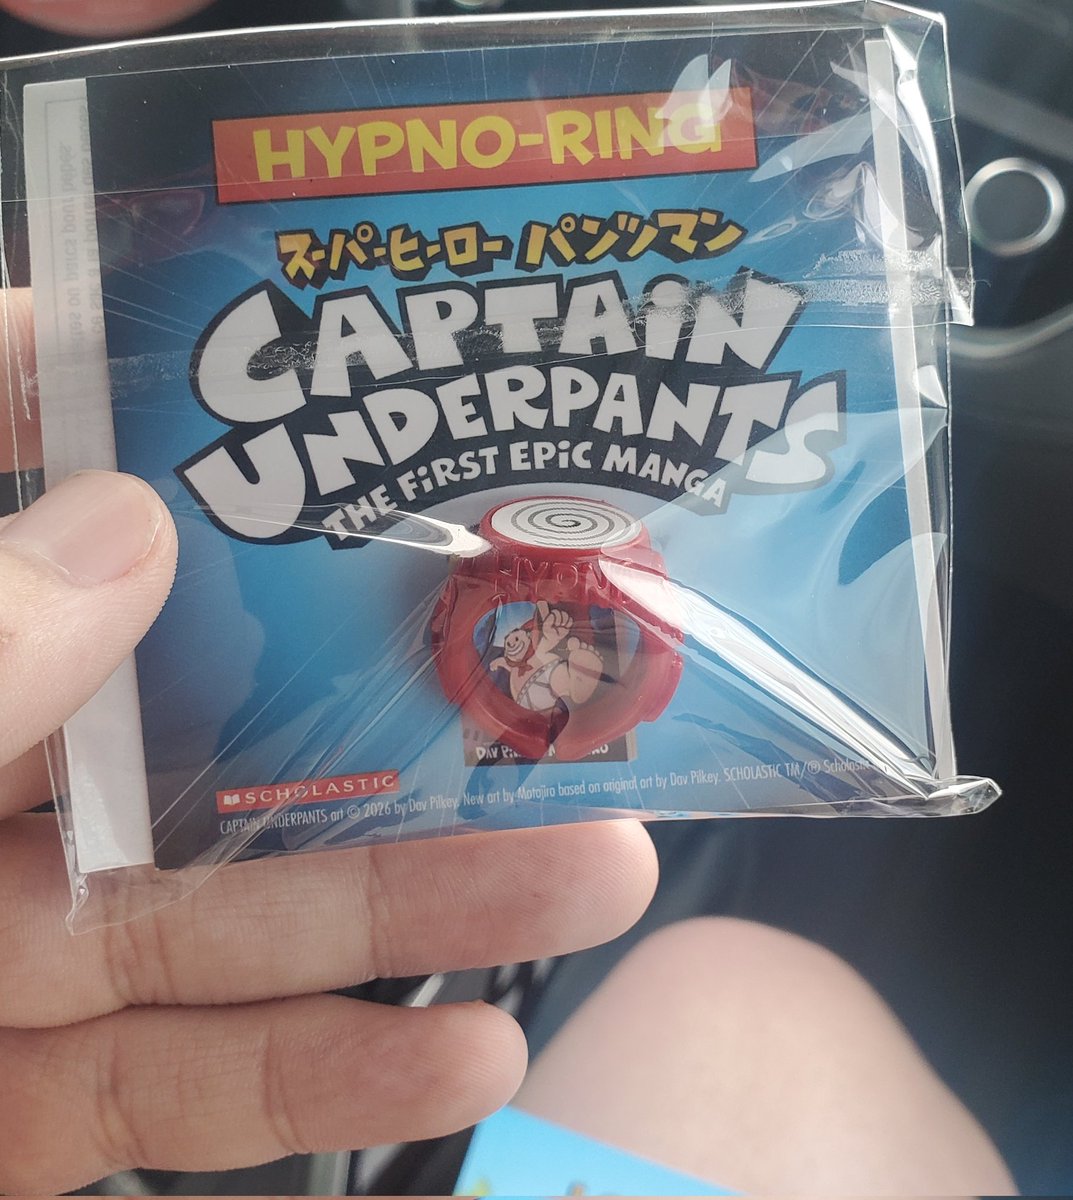 HYPNO-RING
スーパーヒーロー パンツマン
CAPTAIN
UNDERPANTS
THE FIRST EPIC MANGA
HYPNO
DAV
SCHOLASTIC
CAPTAIN UNDERPANTS art © 2026 by Dav Pilkey. New art by Motojiro based on original art by Dav Pilkey. SCHOLASTIC TM/® Scholastic